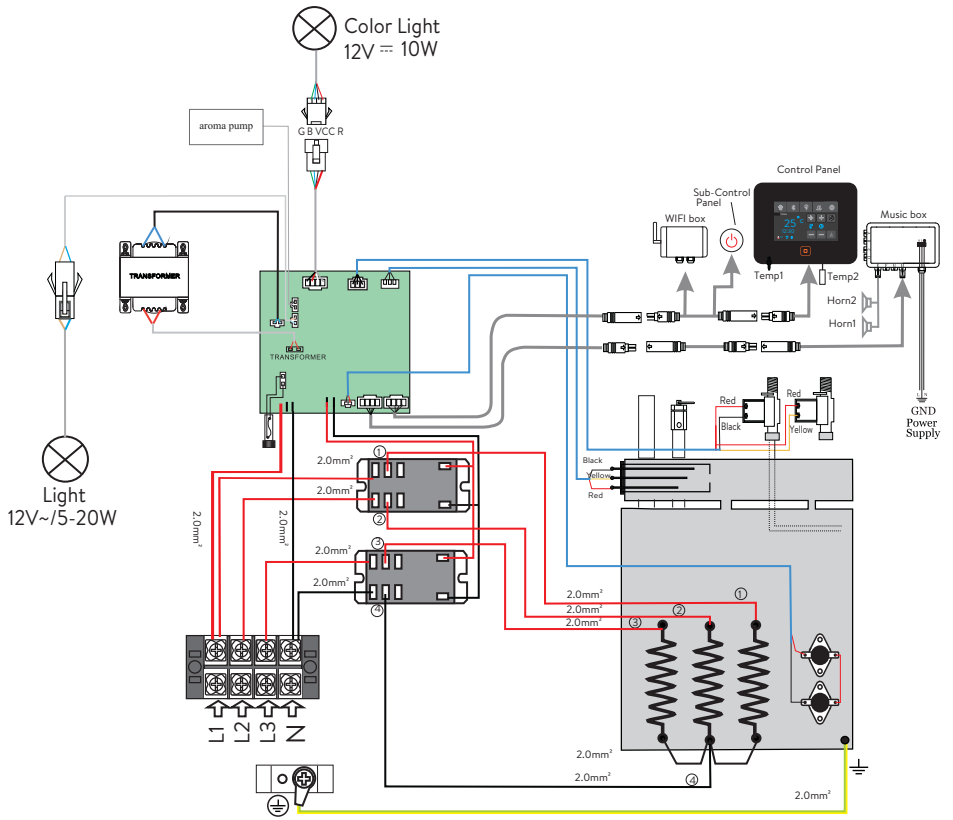 Color Light
12V ⎓ 10W
G B VCC R
aroma pump
Control Panel
Sub-Control
Panel
WIFI box
Music box
TRANSFORMER
25 °C
Temp1
Temp2
Horn2
Horn1
TRANSFORMER
Red
Black
Red
Yellow
GND
Power
Supply
Light
12V~/5-20W
Black
Yellow
Red
2.0mm²
①
2.0mm²
②
2.0mm²
2.0mm²
2.0mm²
③
2.0mm²
④
2.0mm²
2.0mm²
2.0mm²
①
②
③
L1
L2
L3
N
2.0mm²
2.0mm²
④
2.0mm²
2.0mm²